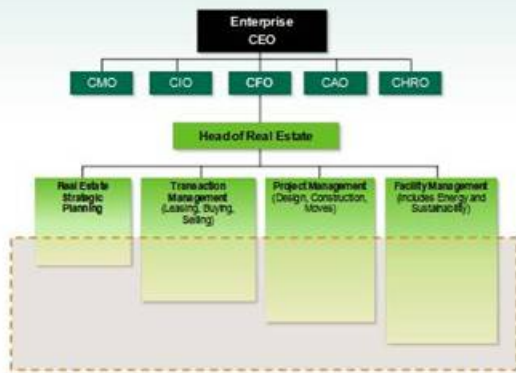 Enterprise
CEO
CMO
CIO
CFO
CAO
CHRO
Head of Real Estate
Real Estate
Strategic
Planning
Transaction
Management
(Leasing, Buying,
Selling)
Project Management
(Design, Construction,
Moves)
Facility Management
(Includes Energy and
Sustainability)